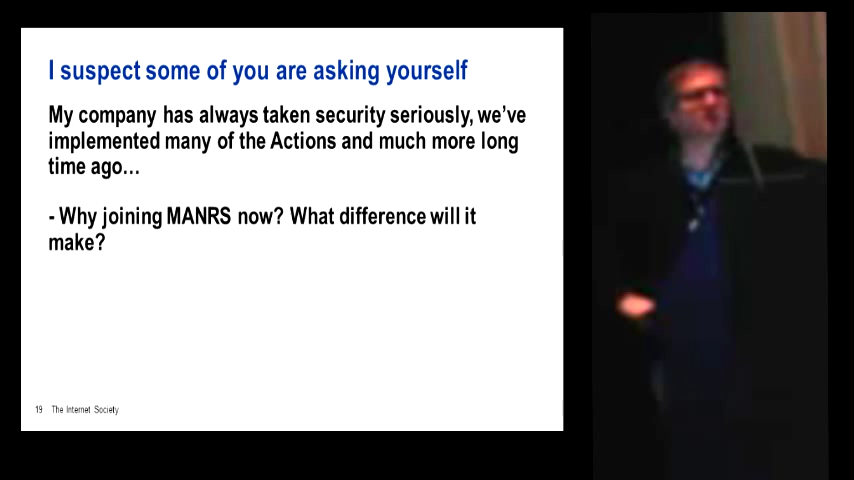 I suspect some of you are asking yourself
My company has always taken security seriously, we’ve
implemented many of the Actions and much more long
time ago…
- Why joining MANRS now? What difference will it
make?
19 The Internet Society